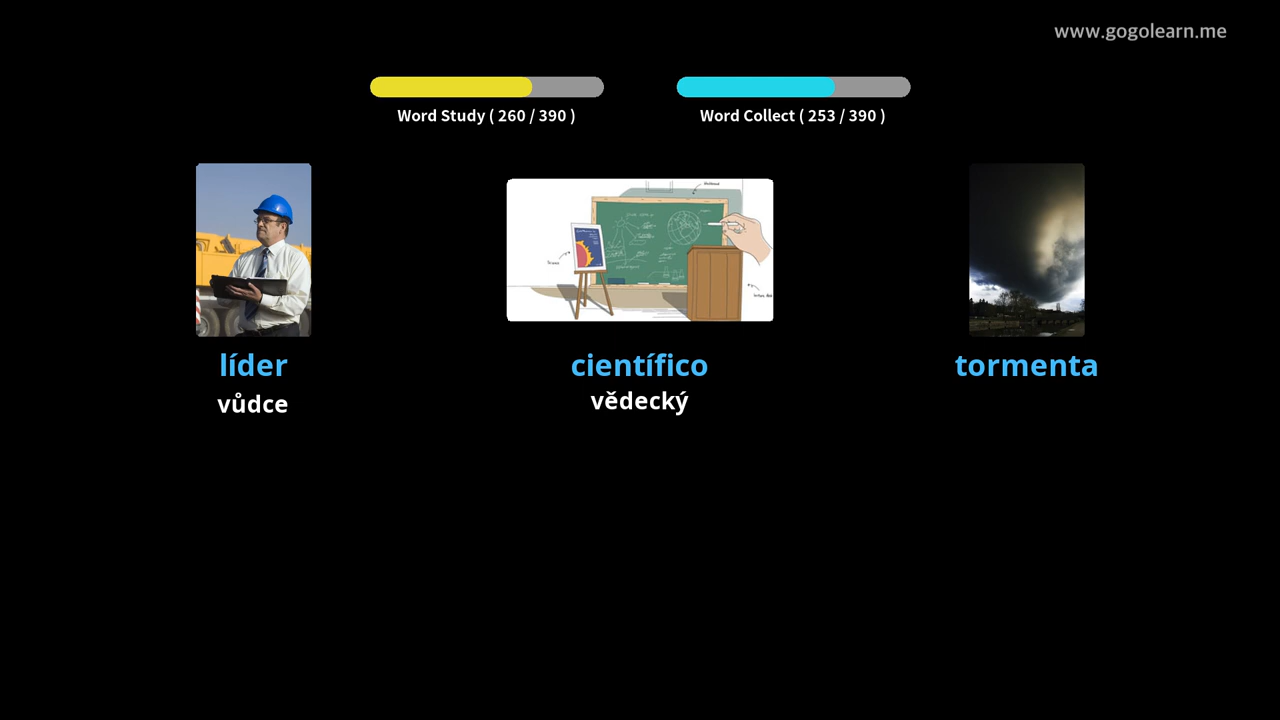 www.gogolearn.me
Word Study ( 260 / 390 )
Word Collect ( 253 / 390 )
líder
científico
tormenta
vůdce
vědecký